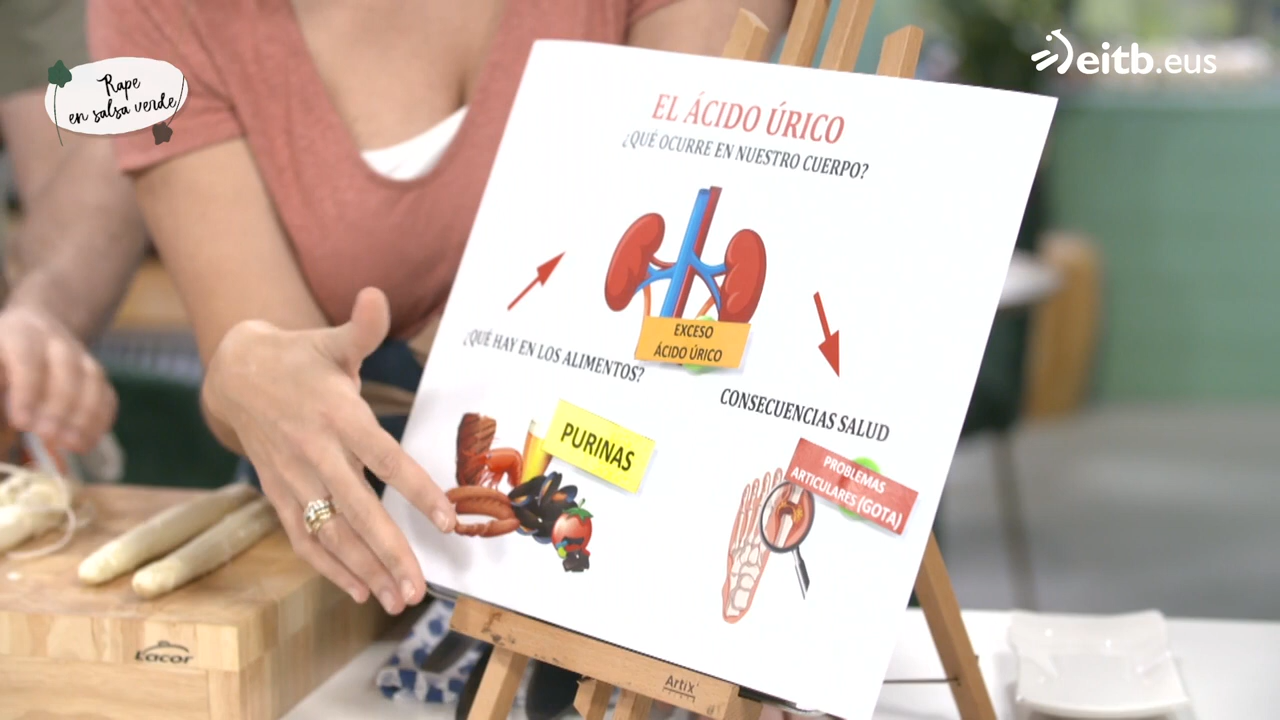 Rape
en salsa verde
eitb.eus
EL ÁCIDO ÚRICO
¿QUÉ OCURRE EN NUESTRO CUERPO?
EXCESO
ÁCIDO ÚRICO
¿QUÉ HAY EN LOS ALIMENTOS?
CONSECUENCIAS SALUD
PURINAS
PROBLEMAS
ARTICULARES (GOTA)
Lacor
Artix